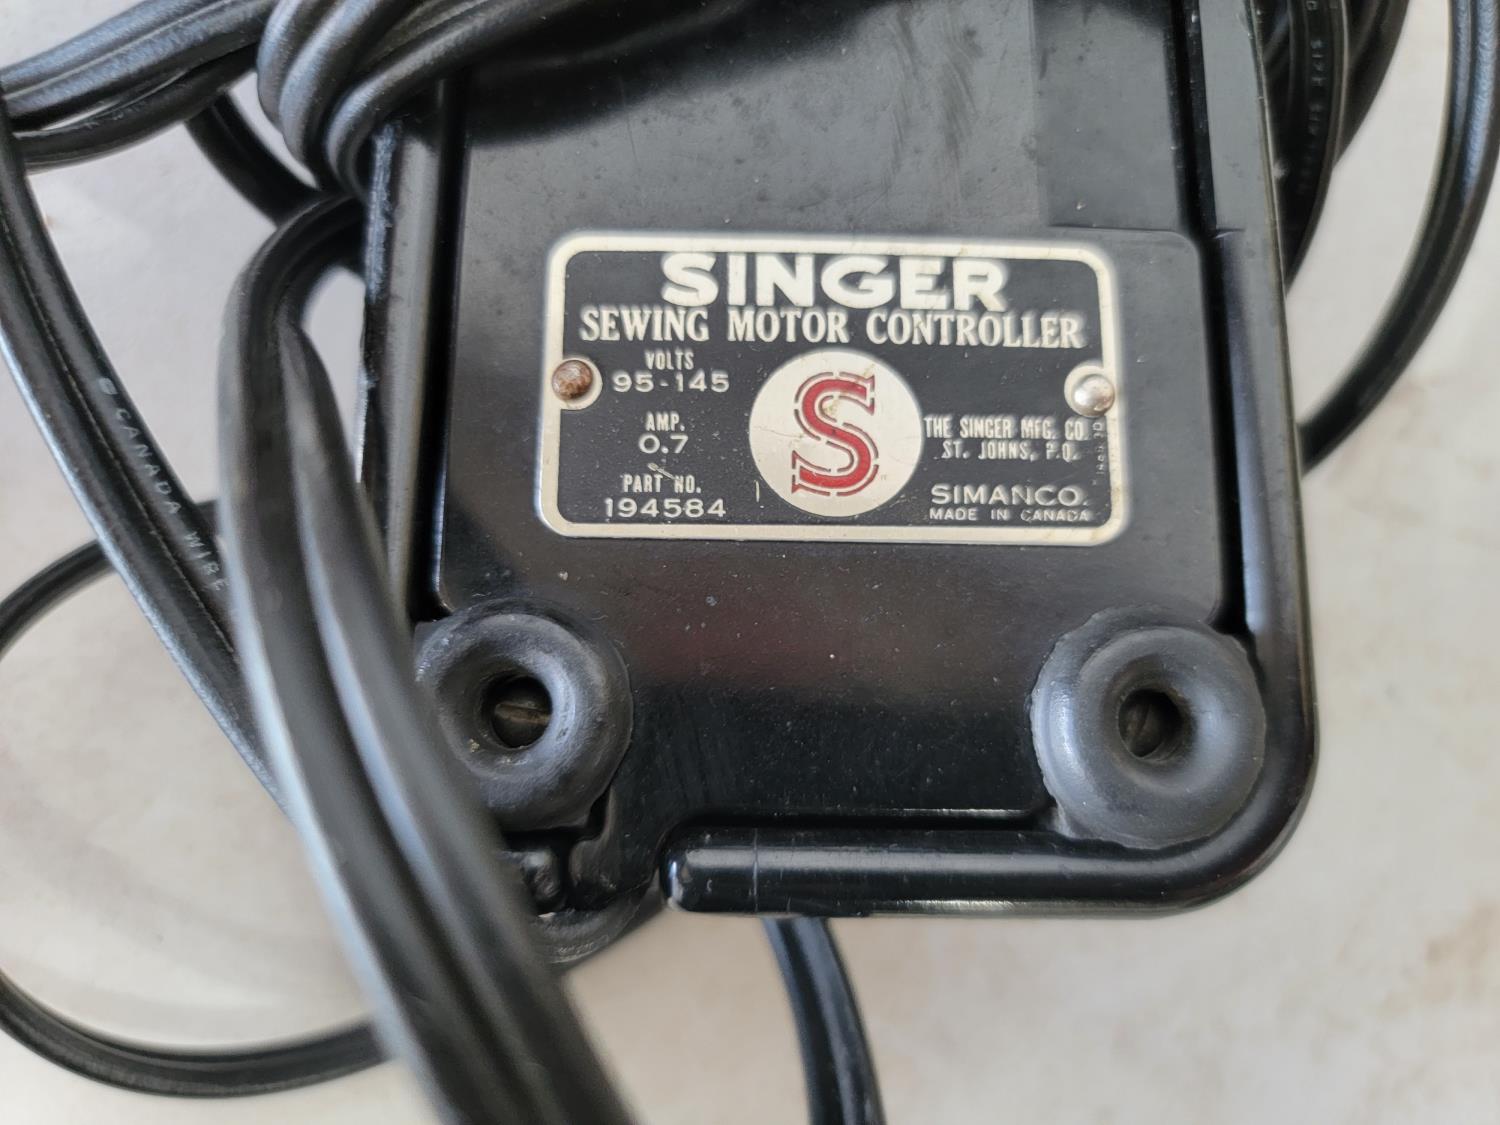 SINGER
SEWING MOTOR CONTROLLER
VOLTS
95-145
AMP.
0.7
PART NO.
194584
S
THE SINGER MFG. CO.
ST. JOHNS, P.Q.
SIMANCO.
MADE IN CANADA
CANADA WIRE